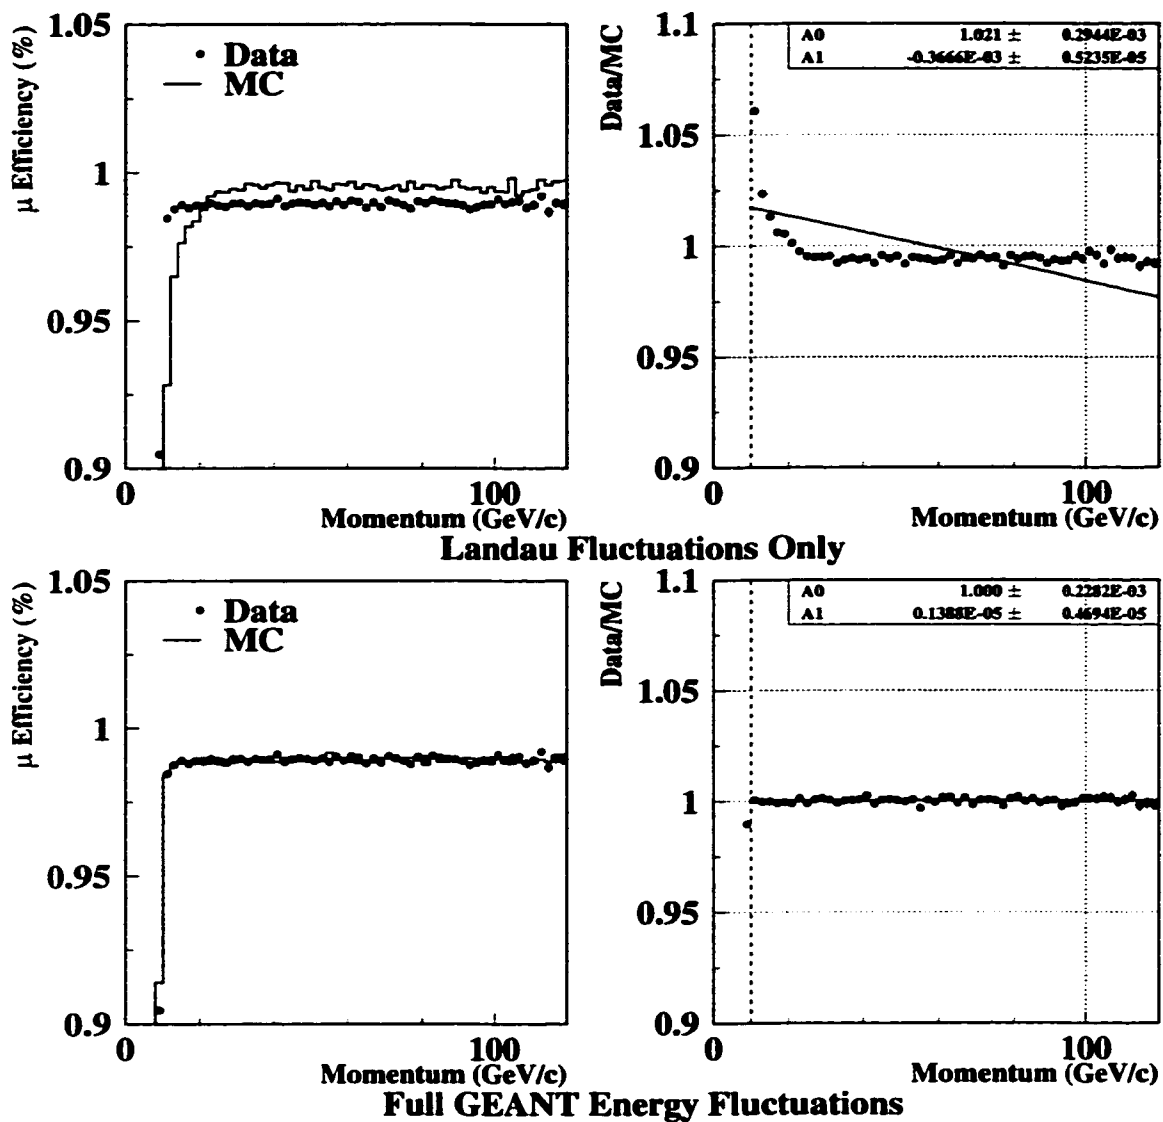 1.05
1
0.95
0.9
0
100
μ Efficiency (%)
Data
MC
Momentum (GeV/c)
1.1
1.05
1
0.95
0.9
0
100
Data/MC
A0 1.021 ± 0.2944E-03
A1 -0.3666E-03 ± 0.5235E-05
Momentum (GeV/c)
Landau Fluctuations Only
1.05
1
0.95
0.9
0
100
μ Efficiency (%)
Data
MC
Momentum (GeV/c)
1.1
1.05
1
0.95
0.9
0
100
Data/MC
A0 1.000 ± 0.2282E-03
A1 0.1388E-05 ± 0.4694E-05
Momentum (GeV/c)
Full GEANT Energy Fluctuations